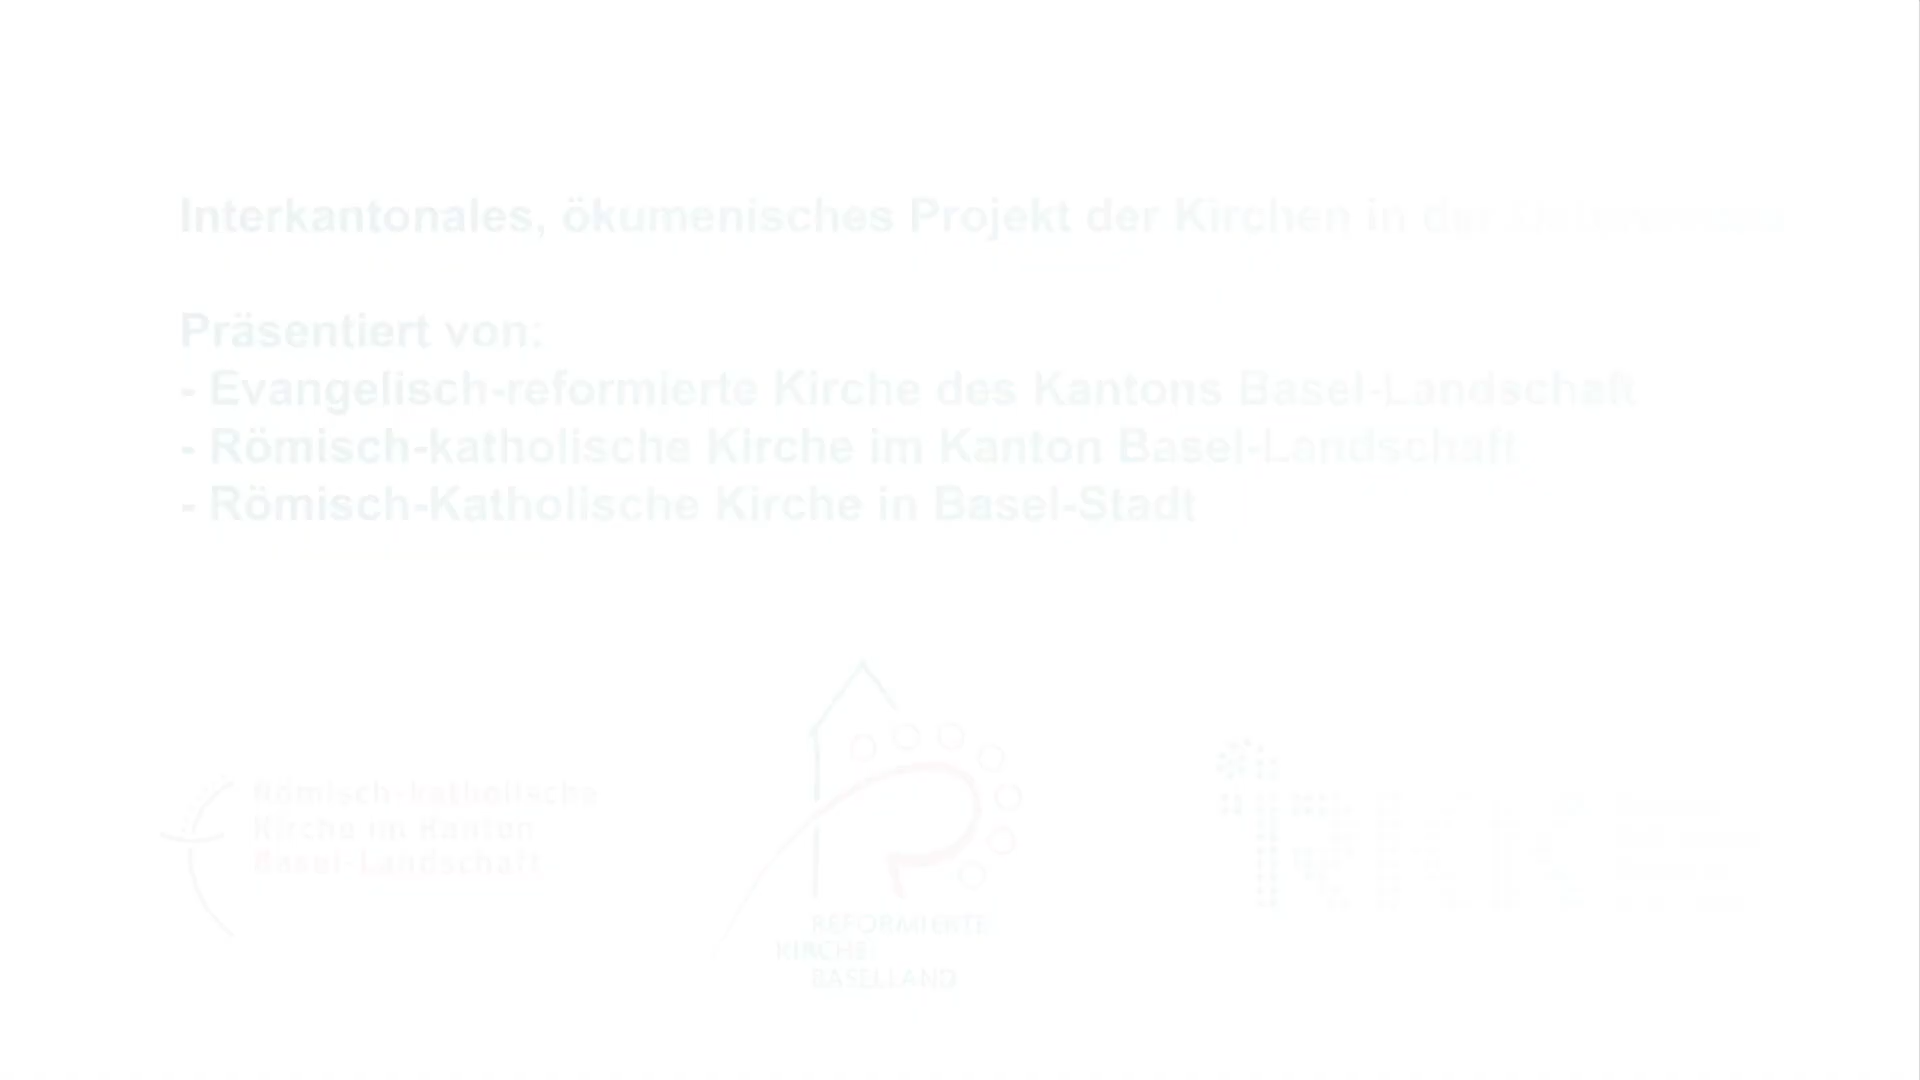 Interkantonales, ökumenisches Projekt der Kirchen in der
Präsentiert von:
- Evangelisch-reformierte Kirche des Kantons Basel-Landschaft
- Römisch-katholische Kirche im Kanton Basel-Landschaft
- Römisch-Katholische Kirche in Basel-Stadt
Römisch-katholische
Kirche im Kanton
Basel-Landschaft
REFORMIERTE
KIRCHE
BASELLAND
RKK